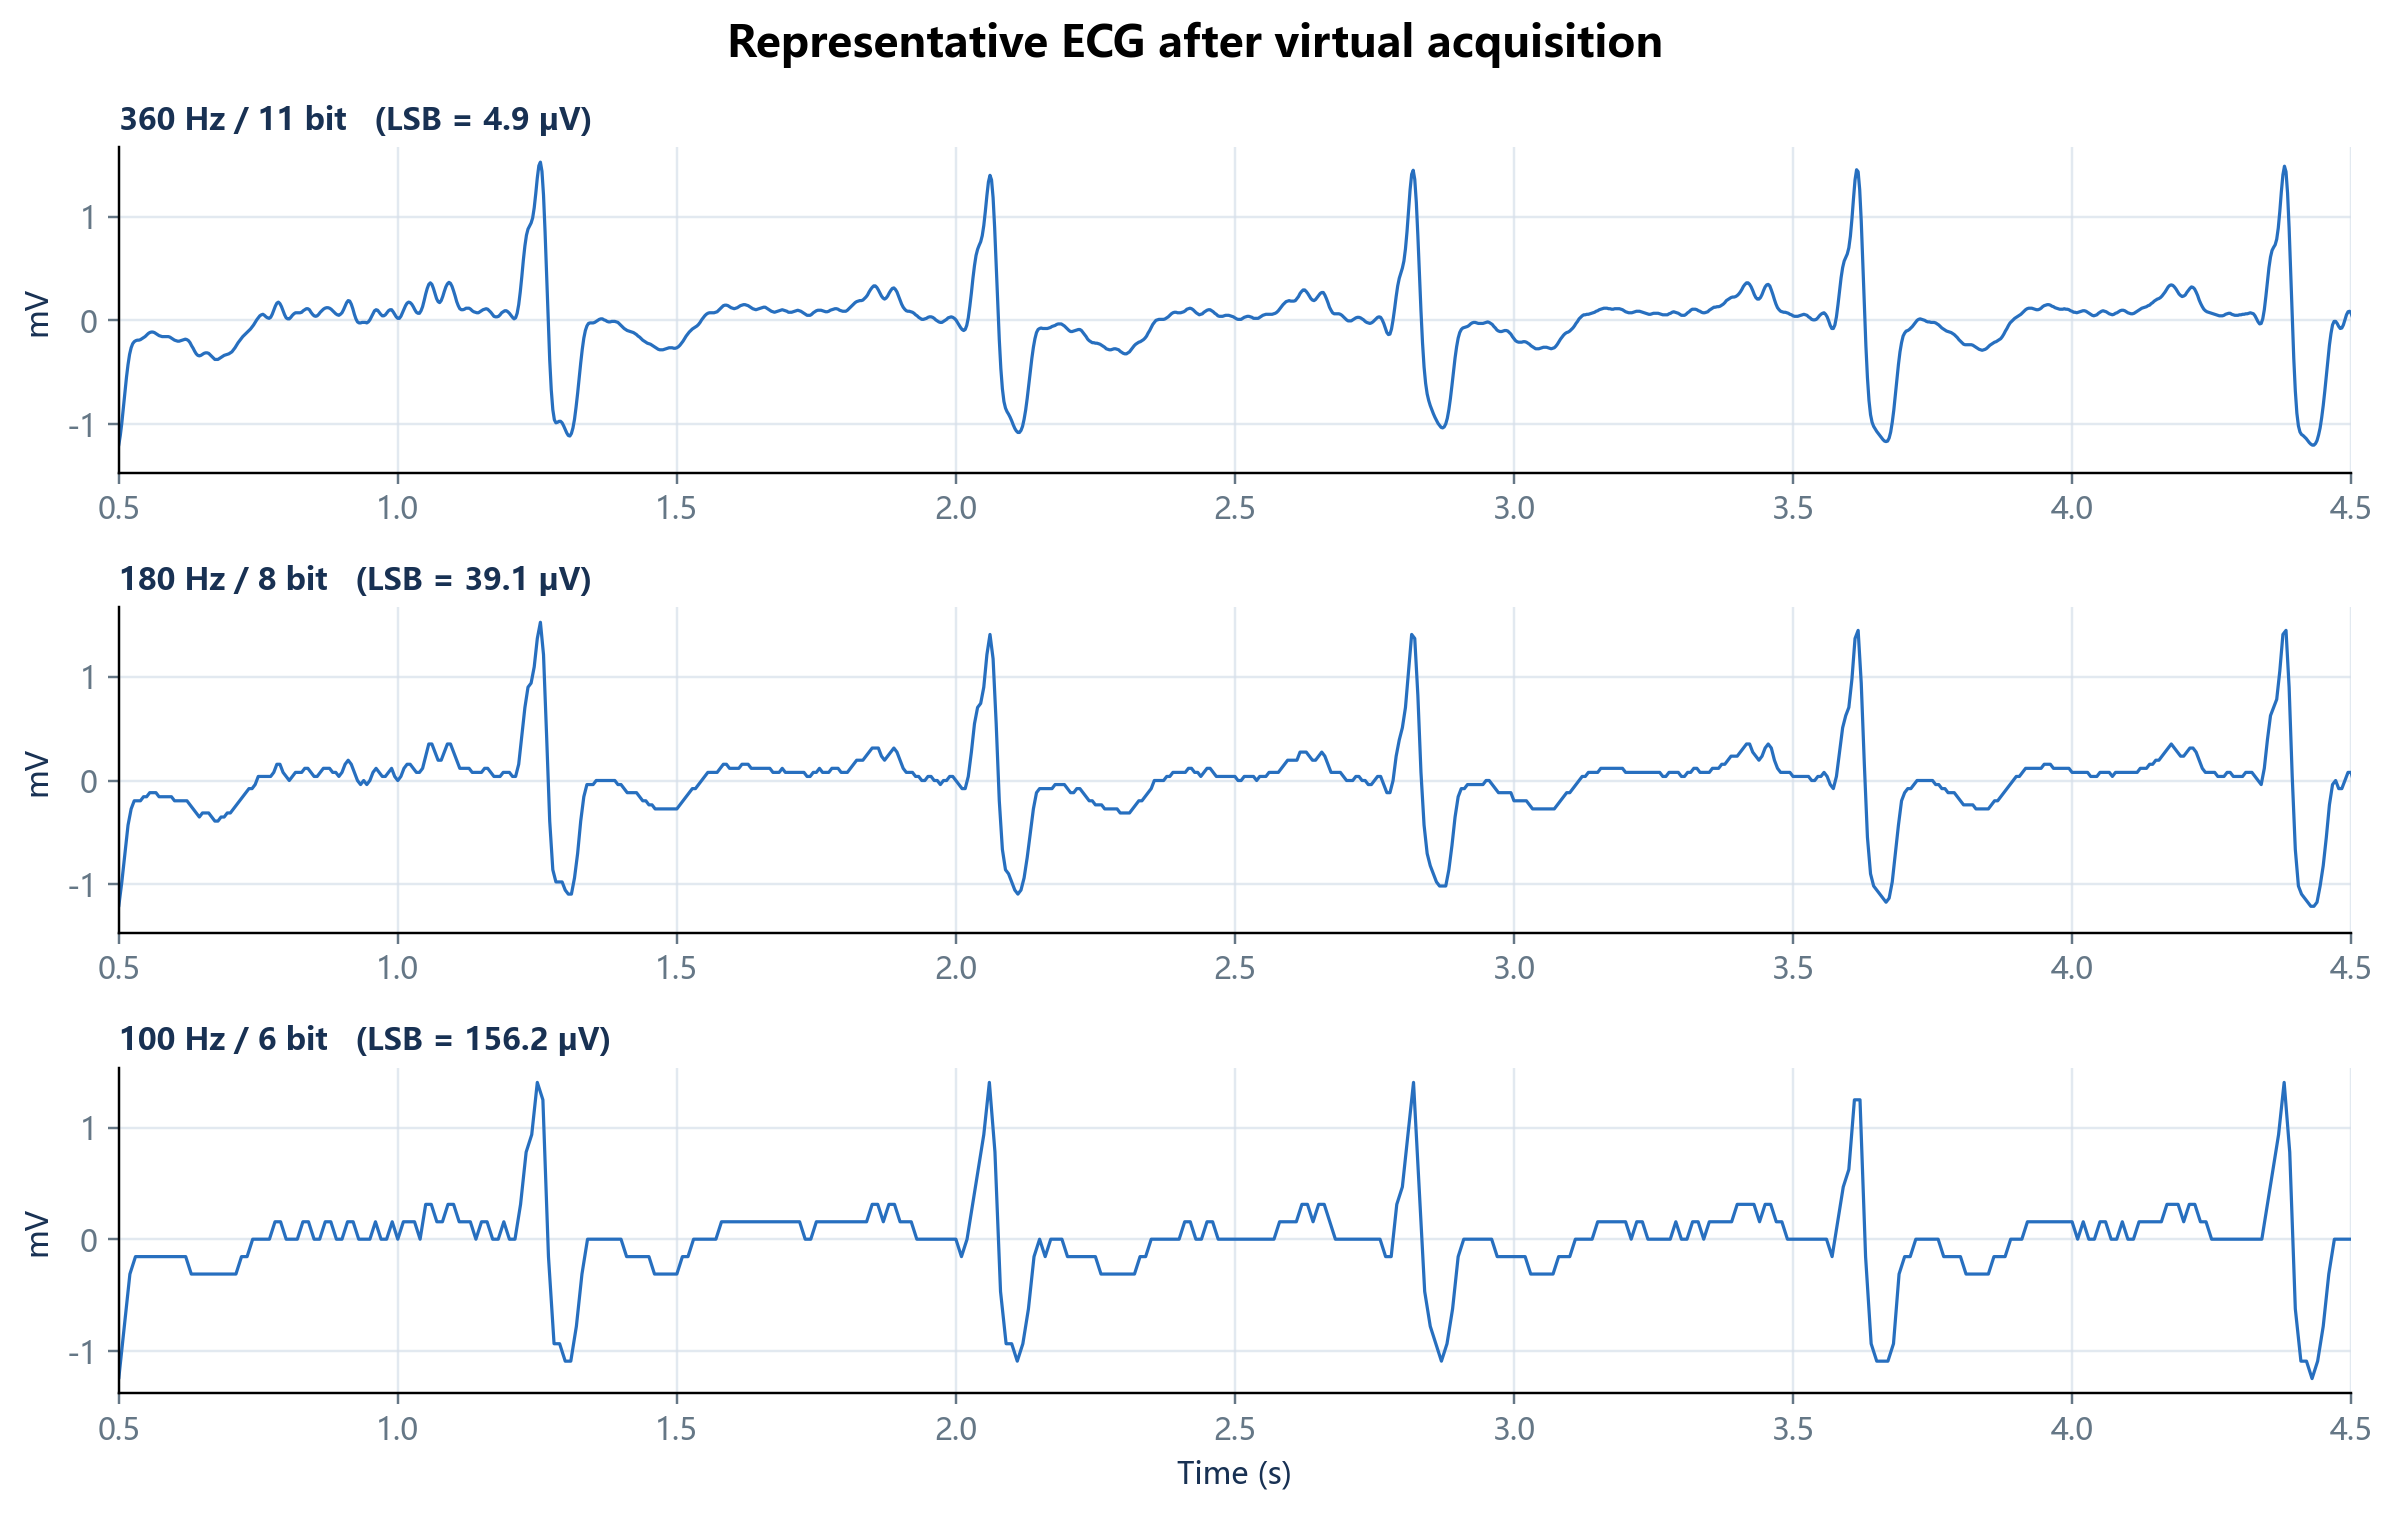 Representative ECG after virtual acquisition
360 Hz / 11 bit (LSB = 4.9 µV)
mV
1
0
-1
0.5 1.0 1.5 2.0 2.5 3.0 3.5 4.0 4.5
180 Hz / 8 bit (LSB = 39.1 µV)
mV
1
0
-1
0.5 1.0 1.5 2.0 2.5 3.0 3.5 4.0 4.5
100 Hz / 6 bit (LSB = 156.2 µV)
mV
1
0
-1
0.5 1.0 1.5 2.0 2.5 3.0 3.5 4.0 4.5
Time (s)